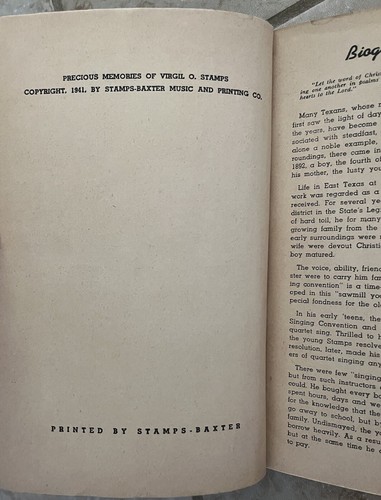 PRECIOUS MEMORIES OF VIRGIL O. STAMPS
COPYRIGHT, 1941, BY STAMPS-BAXTER MUSIC AND PRINTING CO.
PRINTED BY STAMPS-BAXTER
Biog
"Let the word of Chris
ing one another in psalms
hearts to the Lord."
Many Texans, whose n
first saw the light of day
the years, have become
sociated with steadfast,
alone a noble example,
roundings, there came in
1892, a boy, the fourth of
his mother, the lusty you
Life in East Texas at
work was regarded as a
received. For several ye
district in the State's Leg
of hard toil, he for many
growing family from the
early surroundings were
wife were devout Christi
boy matured.
The voice, ability, frien
ster were to carry him far
ing convention" is a time-
oped in this "sawmill yo
pecial fondness for the ol
In his early 'teens, the
Singing Convention and
quartet sing. Thrilled to h
the young Stamps resolve
resolution, later, made his
ers of quartet singing any
There were few "singing
but from such instructors
could. He bought every bo
spent hours, days and we
for the knowledge that the
go away to school, but by
family. Undismayed, the yo
borrow heavily. As a resu
but at the same time he a
to pay.